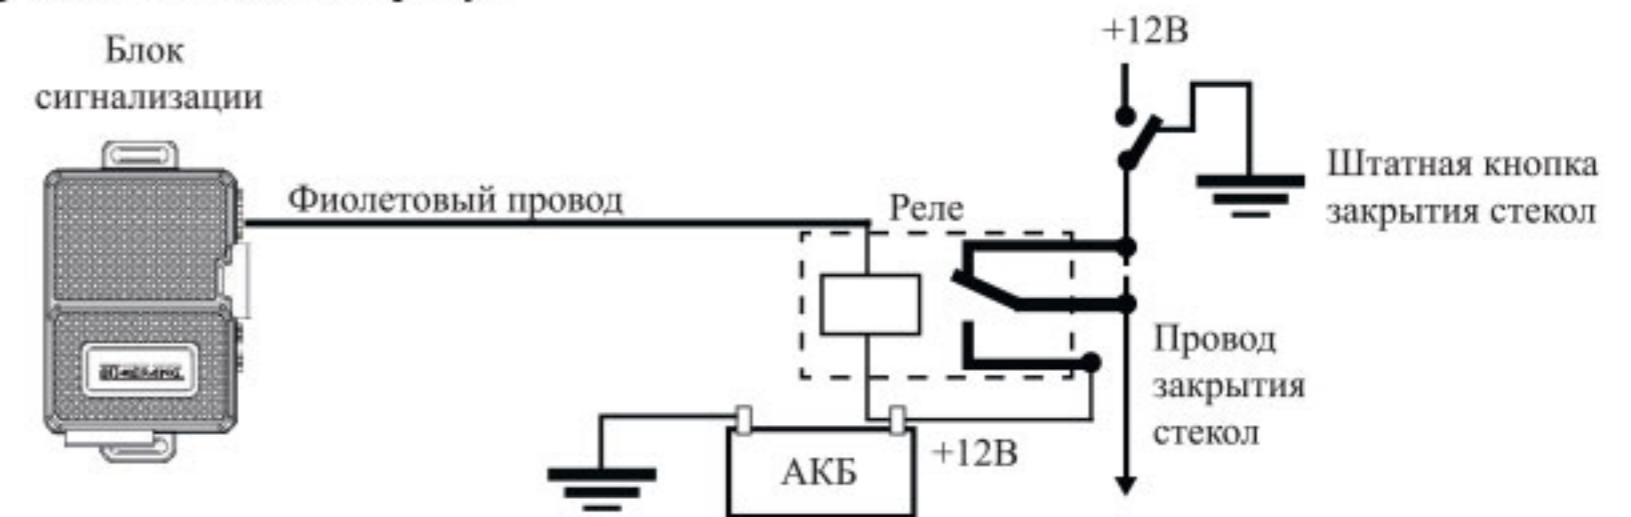 Блок
сигнализации
Фиолетовый провод
Реле
+12В
Штатная кнопка
закрытия стекол
Провод
закрытия
стекол
+12В
АКБ